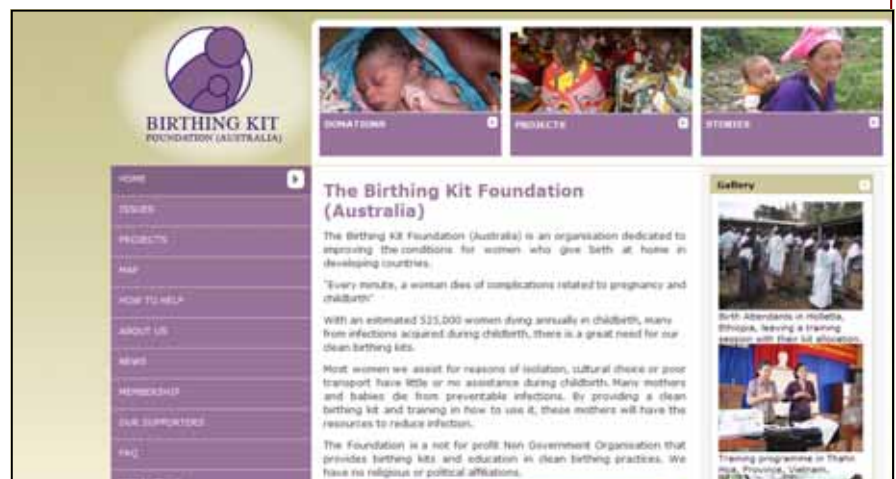 BIRTHING KIT
FOUNDATION (AUSTRALIA)
DONATIONS
PROJECTS
STORIES
HOME
ISSUES
PROJECTS
MAP
HOW TO HELP
ABOUT US
NEWS
MEMBERSHIP
OUR SUPPORTERS
FAQ
The Birthing Kit Foundation
(Australia)
The Birthing Kit Foundation (Australia) is an organisation dedicated to
improving the conditions for women who give birth at home in
developing countries.
"Every minute, a woman dies of complications related to pregnancy and
childbirth"
With an estimated 525,000 women dying annually in childbirth, many
from infections acquired during childbirth, there is a great need for our
clean birthing kits.
Most women we assist for reasons of isolation, cultural choice or poor
transport have little or no assistance during childbirth. Many mothers
and babies die from preventable infections. By providing a clean
birthing kit and training in how to use it, these mothers will have the
resources to reduce infection.
The Foundation is a not for profit Non Government Organisation that
provides birthing kits and education in clean birthing practices. We
have no religious or political affiliations.
Gallery
Birth Attendants in Holletta,
Ethiopia, leaving a training
session with their kit allocation.
Training programme in Thahn
Hoa, Province, Vietnam.